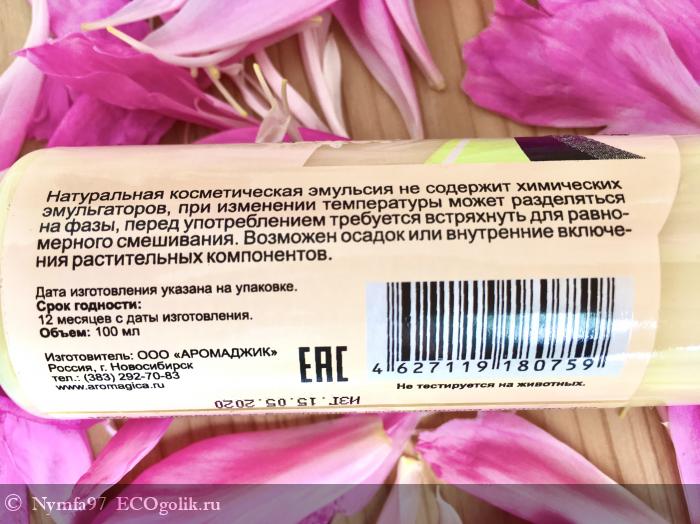 Натуральная косметическая эмульсия не содержит химических
эмульгаторов, при изменении температуры может разделяться
на фазы, перед употреблением требуется встряхнуть для равно-
мерного смешивания. Возможен осадок или внутренние включе-
ния растительных компонентов.
Дата изготовления указана на упаковке.
Срок годности:
12 месяцев с даты изготовления.
Объем: 100 мл
Изготовитель: ООО «АРОМАДЖИК»
Россия, г. Новосибирск
тел.: (383) 292-70-83
www.aromagica.ru
EAC
4 627119 180759
Не тестируется на животных.
ИЗГ.15.05.2020
© Nymfa97 ECOgolik.ru